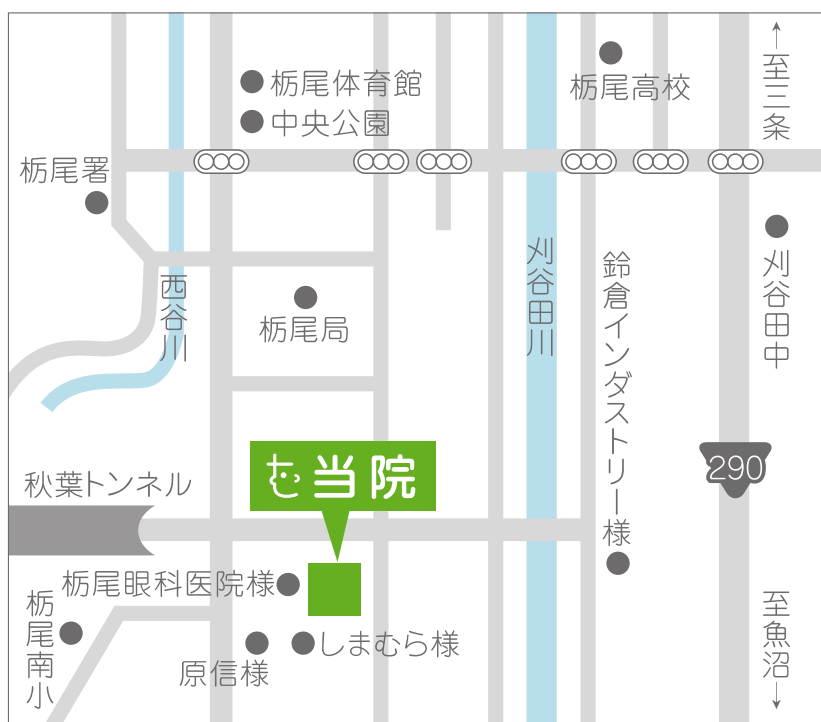 栃尾体育館
中央公園
栃尾高校
至三条
栃尾署
西谷川
栃尾局
刈谷田川
鈴倉インダストリー様
刈谷田中
秋葉トンネル
当院
290
栃尾眼科医院様
栃尾南小
しまむら様
原信様
至魚沼